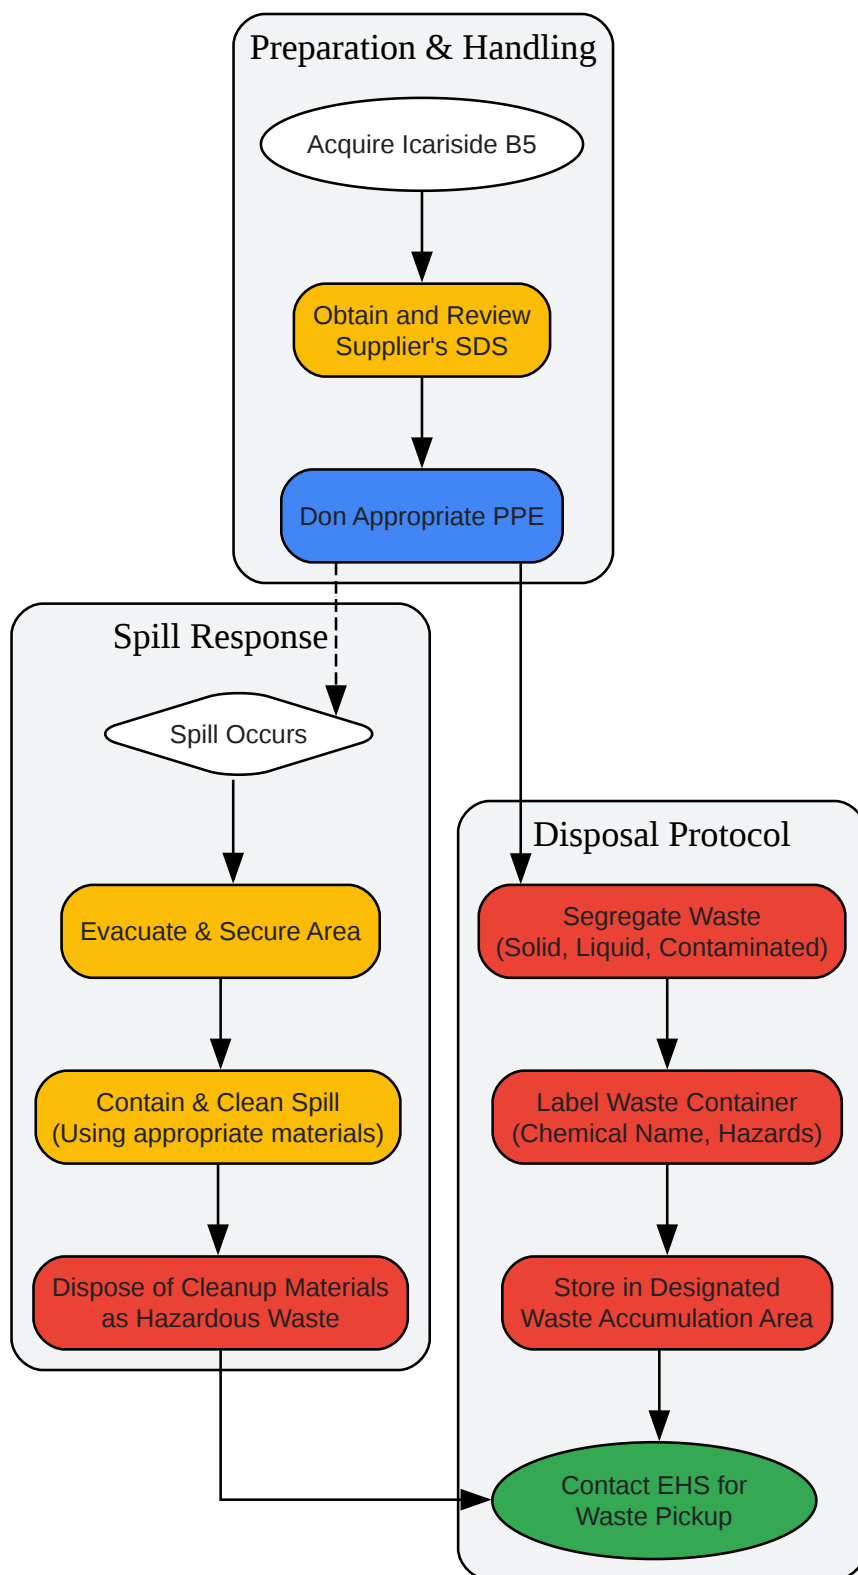 Preparation & Handling
Acquire Icariside B5
Obtain and Review
Supplier's SDS
Don Appropriate PPE
Spill Response
Spill Occurs
Evacuate & Secure Area
Contain & Clean Spill
(Using appropriate materials)
Dispose of Cleanup Materials
as Hazardous Waste
Disposal Protocol
Segregate Waste
(Solid, Liquid, Contaminated)
Label Waste Container
(Chemical Name, Hazards)
Store in Designated
Waste Accumulation Area
Contact EHS for
Waste Pickup